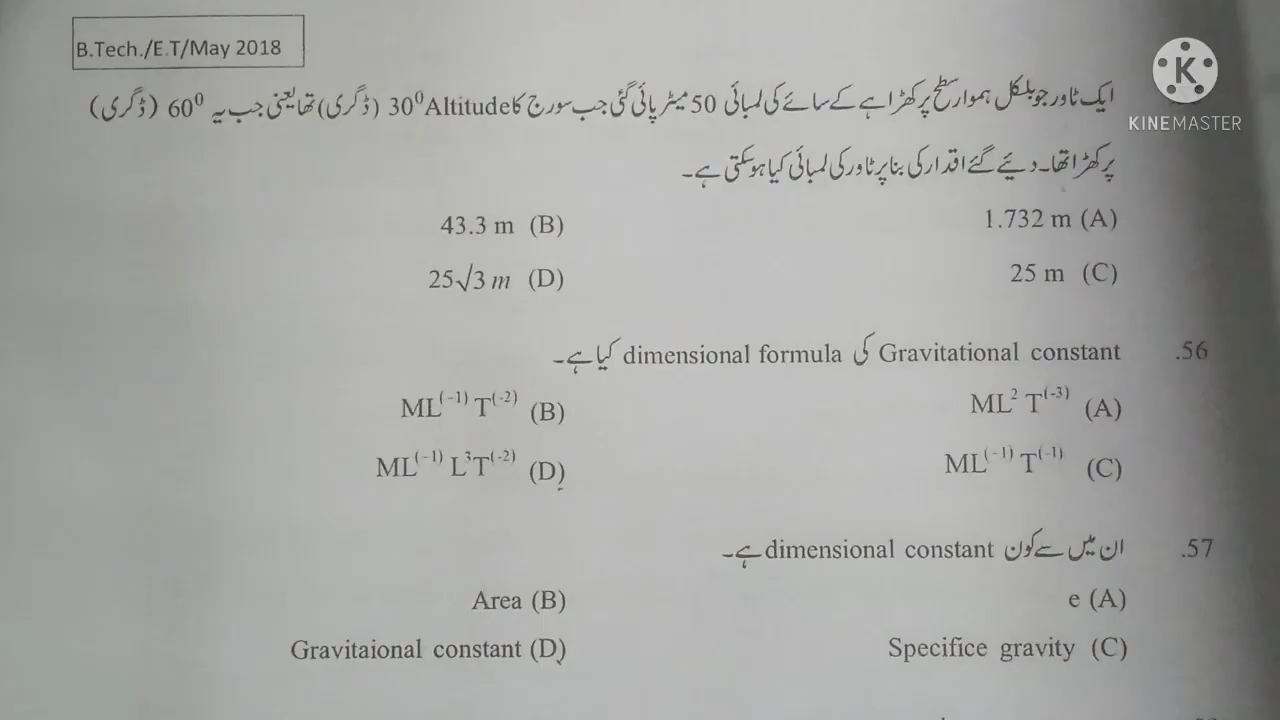 B.Tech./E.T/May 2018
K
KINEMASTER
ایک ٹاور جو بلکل ہموار سطح پر کھڑا ہے کے سائے کی لمبائی 50 میٹر پائی گئی جب سورج کا 30⁰Altitude (ڈگری) تھا یعنی جب یہ 60⁰ (ڈگری)
پر کھڑا تھا۔ دیئے گئے اقدار کی بنا پر ٹاور کی لمبائی کیا ہو سکتی ہے۔
1.732 m (A) 43.3 m (B)
25 m (C) 25√3 m (D)
.56 Gravitational constant کی dimensional formula کیا ہے۔
ML² T⁽⁻³⁾ (A) ML⁽⁻¹⁾ T⁽⁻²⁾ (B)
ML⁽⁻¹⁾ T⁽⁻¹⁾ (C) ML⁽⁻¹⁾ L³T⁽⁻²⁾ (D)
.57 ان میں سے کون dimensional constant ہے۔
e (A) Area (B)
Specifice gravity (C) Gravitaional constant (D)